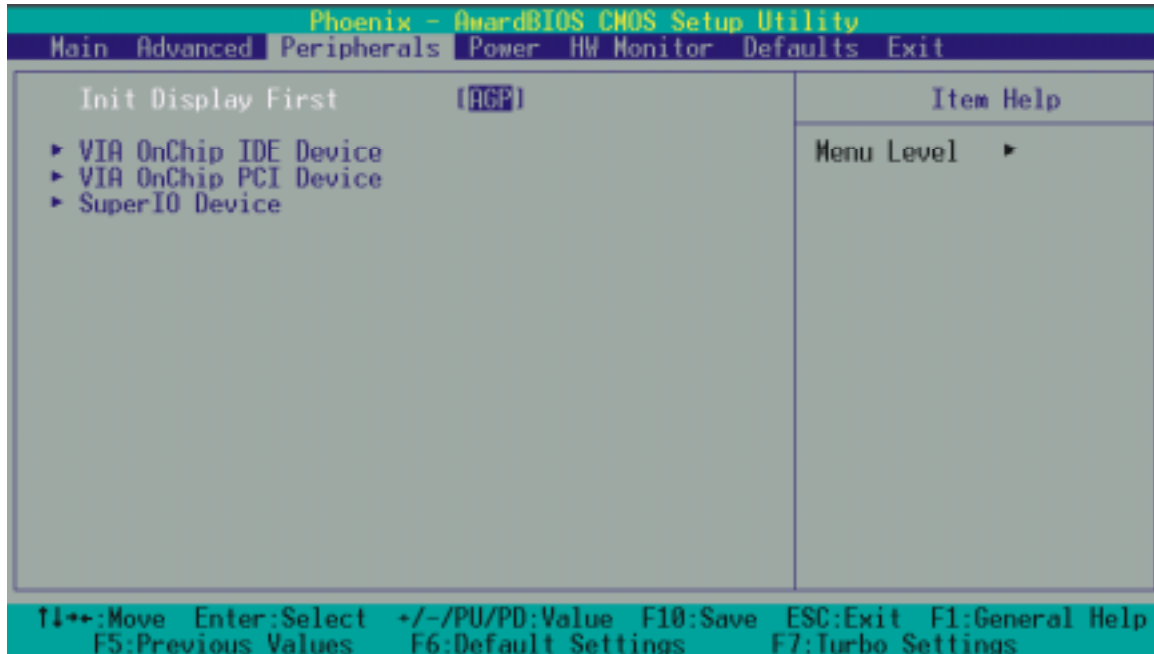 Phoenix - AwardBIOS CMOS Setup Utility
Main Advanced Peripherals Power HW Monitor Defaults Exit
Init Display First [AGP]
▸ VIA OnChip IDE Device
▸ VIA OnChip PCI Device
▸ SuperIO Device
Item Help
Menu Level ▸
↑↓→←:Move Enter:Select +/-/PU/PD:Value F10:Save ESC:Exit F1:General Help
F5:Previous Values F6:Default Settings F7:Turbo Settings